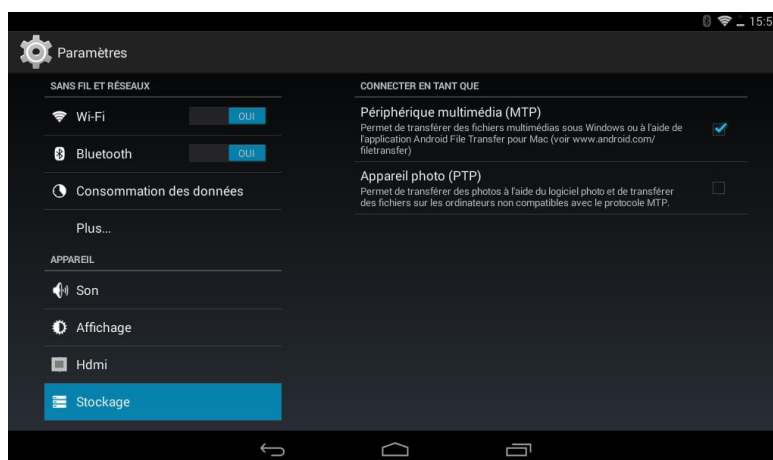 15:5
Paramètres
SANS FIL ET RÉSEAUX
Wi-Fi OUI
Bluetooth OUI
Consommation des données
Plus...
APPAREIL
Son
Affichage
Hdmi
Stockage
CONNECTER EN TANT QUE
Périphérique multimédia (MTP)
Permet de transférer des fichiers multimédias sous Windows ou à l'aide de
l'application Android File Transfer pour Mac (voir www.android.com/
filetransfer)
Appareil photo (PTP)
Permet de transférer des photos à l'aide du logiciel photo et de transférer
des fichiers sur les ordinateurs non compatibles avec le protocole MTP.